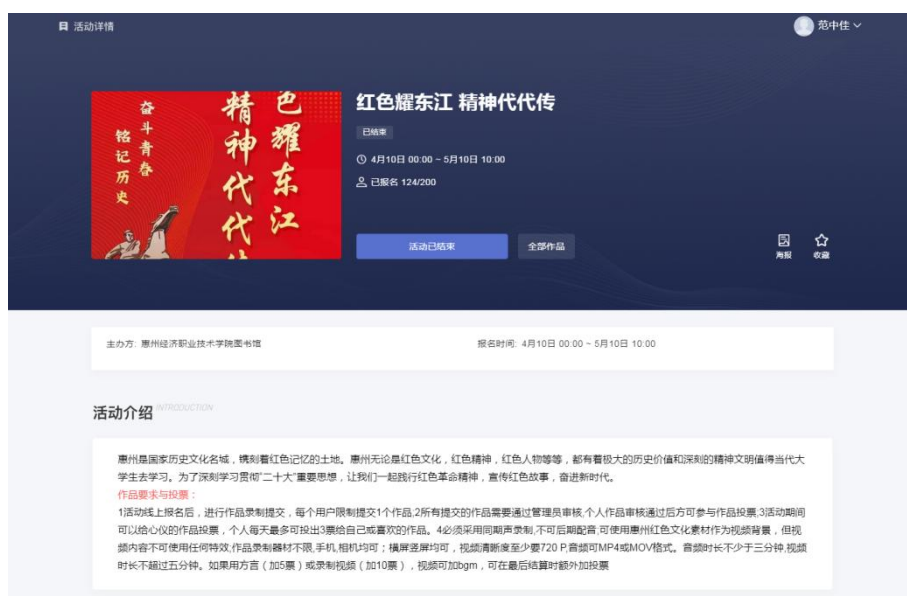 活动详情
范中佳
奋斗青春
铭记历史
色耀东江
精神代代
红色耀东江 精神代代传
已结束
4月10日 00:00 ~ 5月10日 10:00
已报名 124/200
活动已结束
全部作品
海报
收藏
主办方: 惠州经济职业技术学院图书馆
报名时间: 4月10日 00:00 ~ 5月10日 10:00
活动介绍 INTRODUCTION
惠州是国家历史文化名城，镌刻着红色记忆的土地。惠州无论是红色文化，红色精神，红色人物等等，都有着极大的历史价值和深刻的精神文明值得当代大
学生去学习。为了深刻学习贯彻“二十大”重要思想，让我们一起践行红色革命精神，宣传红色故事，奋进新时代。
作品要求与投票：
1活动线上报名后，进行作品录制提交，每个用户限制提交1个作品,2所有提交的作品需要通过管理员审核,个人作品审核通过后方可参与作品投票;3活动期间
可以给心仪的作品投票，个人每天最多可投出3票给自己或喜欢的作品。4必须采用同期声录制,不可后期配音,可使用惠州红色文化素材作为视频背景，但视
频内容不可使用任何特效,作品录制器材不限,手机,相机均可；横屏竖屏均可，视频清晰度至少要720 P,音频可MP4或MOV格式。音频时长不少于三分钟,视频
时长不超过五分钟。如果用方言（加5票）或录制视频（加10票），视频可加bgm，可在最后结算时额外加投票